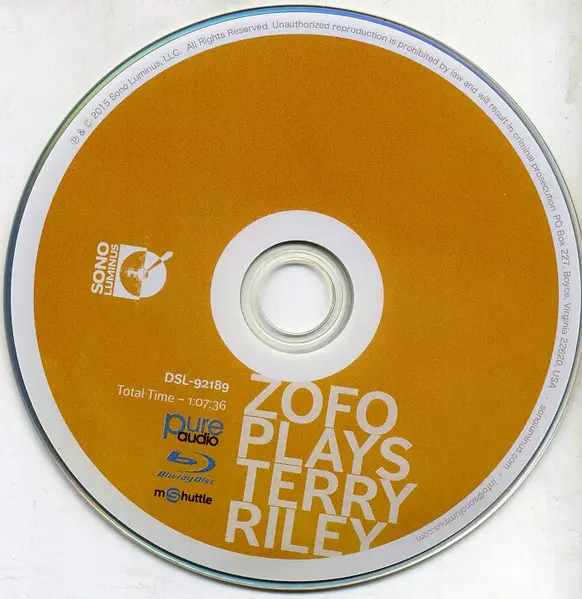 ℗ & © 2015 Sono Luminus, LLC. All Rights Reserved. Unauthorized reproduction is prohibited by law and will result in criminal prosecution. PO Box 227, Boyce, Virginia 22620, USA · sonoluminus.com · info@sonoluminus.com
SONO
LUMINUS
DSL-92189
Total Time – 1:07:36
pure
audio
Blu-ray Disc
mShuttle
ZOFO
PLAYS
TERRY
RILEY